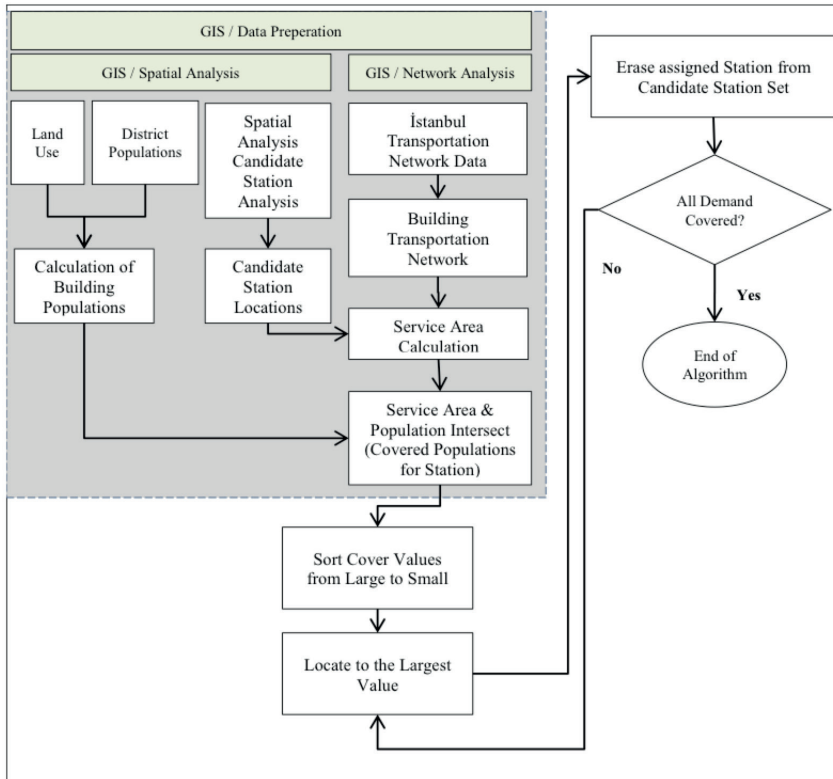 GIS / Data Preperation
GIS / Spatial Analysis
GIS / Network Analysis
Land
Use
District
Populations
Spatial
Analysis
Candidate
Station
Analysis
İstanbul
Transportation
Network Data
Building
Transportation
Network
Calculation of
Building
Populations
Candidate
Station
Locations
Service Area
Calculation
Service Area &
Population Intersect
(Covered Populations
for Station)
Sort Cover Values
from Large to Small
Locate to the Largest
Value
Erase assigned Station from
Candidate Station Set
All Demand
Covered?
No
Yes
End of
Algorithm